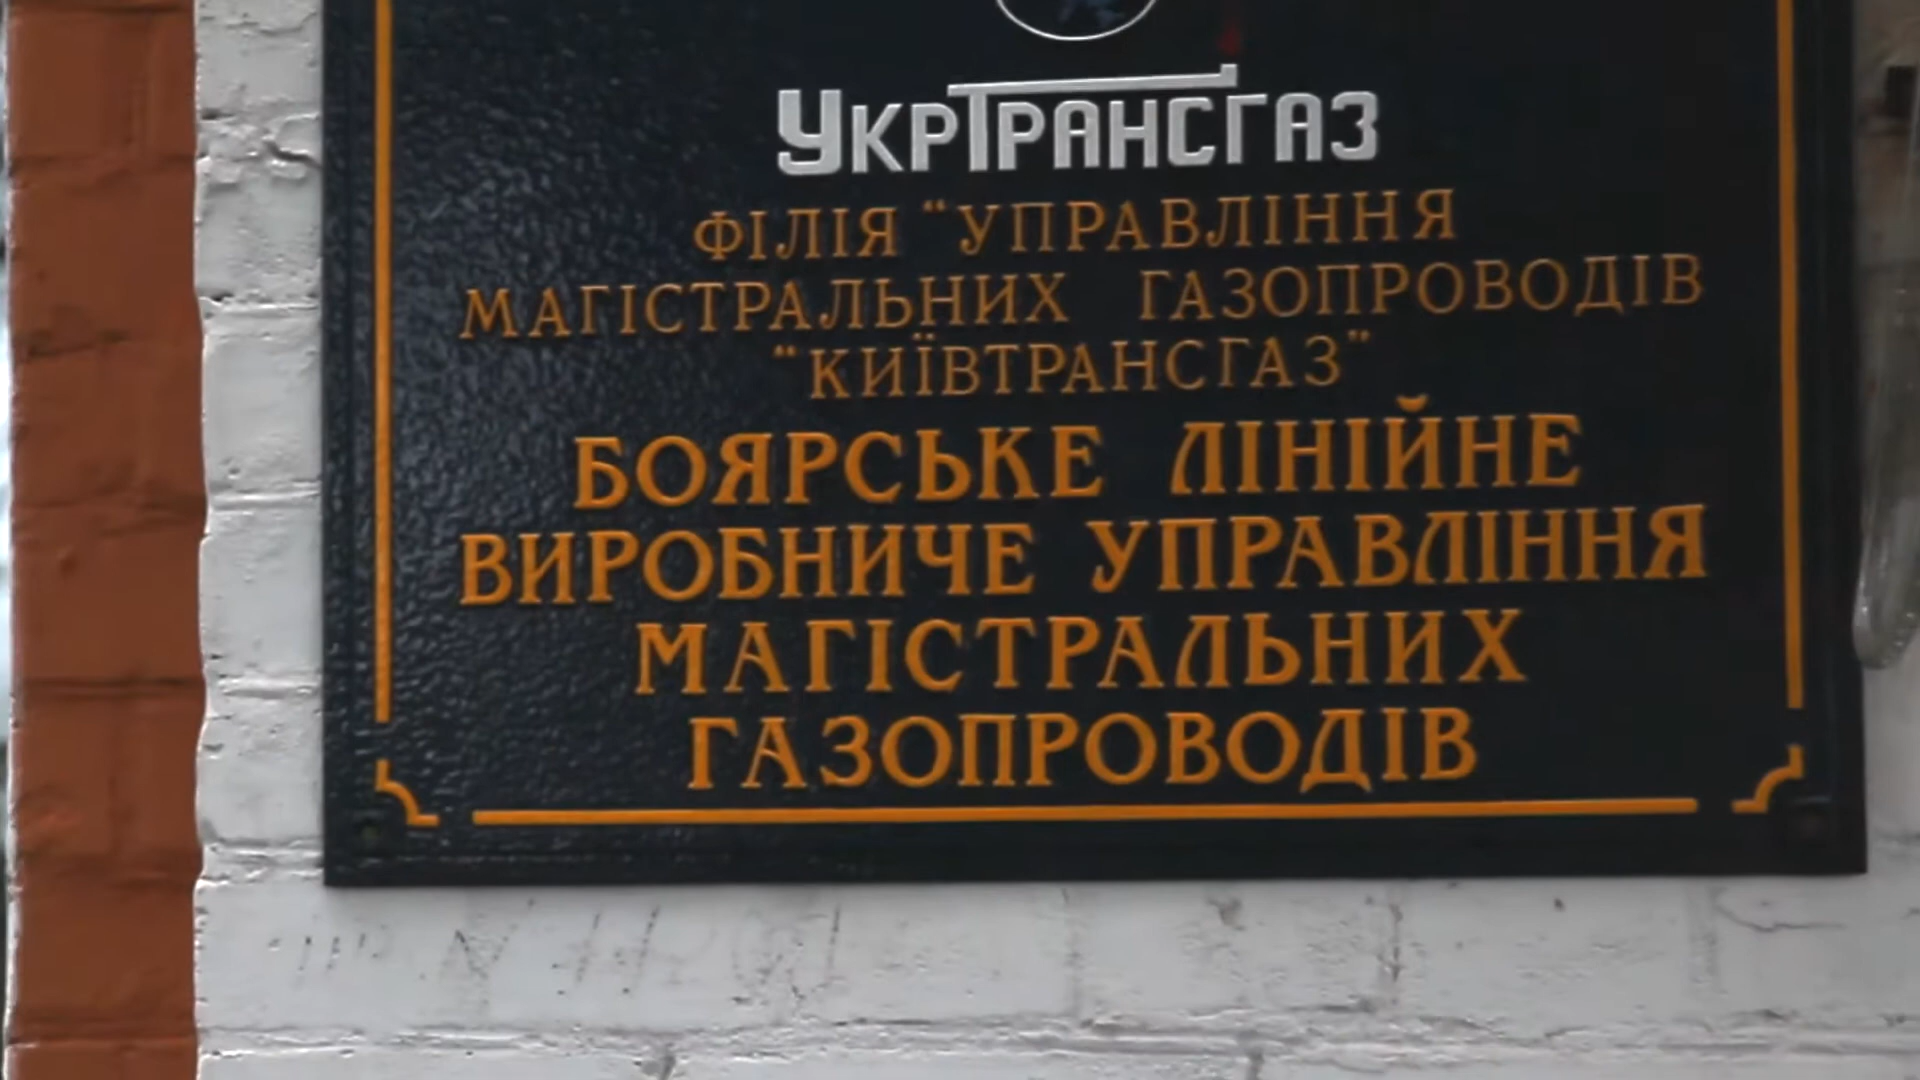 УКРТРАНСГАЗ
ФІЛІЯ "УПРАВЛІННЯ
МАГІСТРАЛЬНИХ ГАЗОПРОВОДІВ
"КИЇВТРАНСГАЗ"
БОЯРСЬКЕ ЛІНІЙНЕ
ВИРОБНИЧЕ УПРАВЛІННЯ
МАГІСТРАЛЬНИХ
ГАЗОПРОВОДІВ